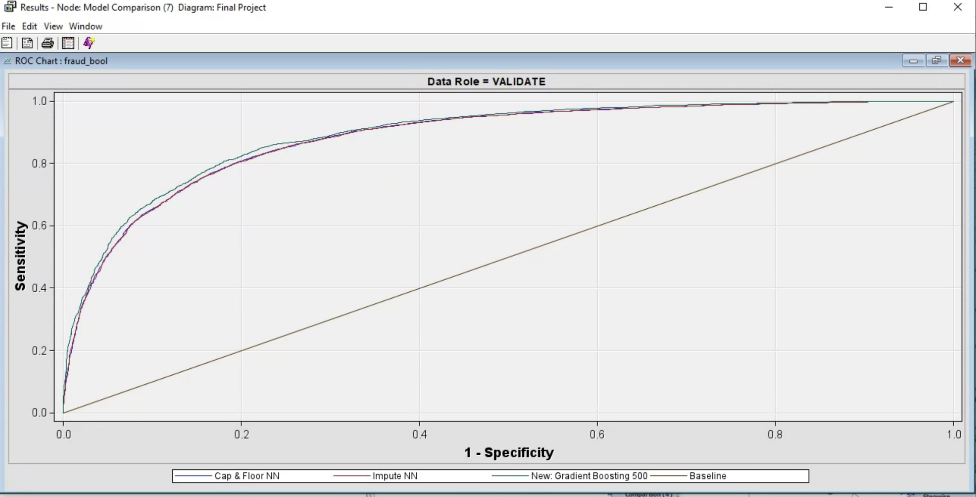 Results - Node: Model Comparison (7) Diagram: Final Project
File Edit View Window
ROC Chart : fraud_bool
Data Role = VALIDATE
1.0
0.8
0.6
0.4
0.2
0.0
Sensitivity
0.0 0.2 0.4 0.6 0.8 1.0
1 - Specificity
Cap & Floor NN Impute NN New: Gradient Boosting 500 Baseline